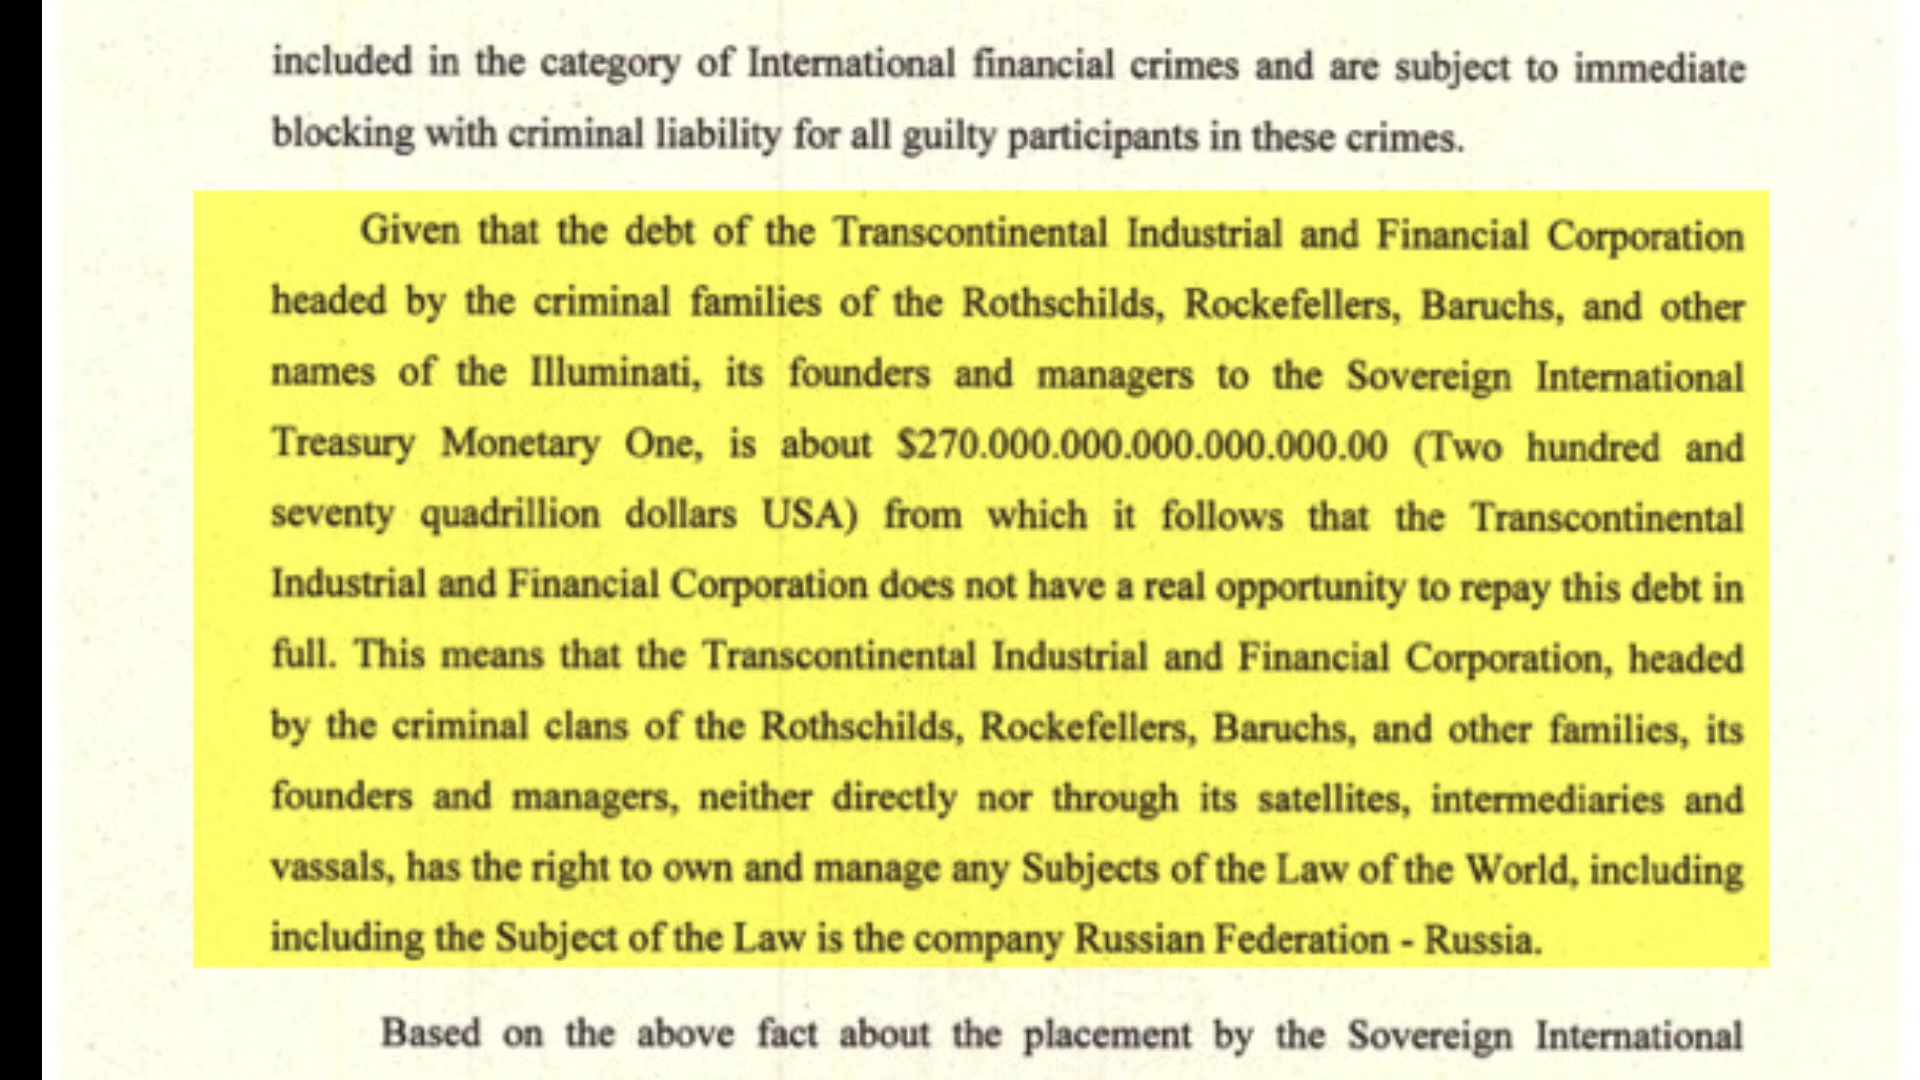 included in the category of International financial crimes and are subject to immediate
blocking with criminal liability for all guilty participants in these crimes.
Given that the debt of the Transcontinental Industrial and Financial Corporation
headed by the criminal families of the Rothschilds, Rockefellers, Baruchs, and other
names of the Illuminati, its founders and managers to the Sovereign International
Treasury Monetary One, is about $270.000.000.000.000.000.00 (Two hundred and
seventy quadrillion dollars USA) from which it follows that the Transcontinental
Industrial and Financial Corporation does not have a real opportunity to repay this debt in
full. This means that the Transcontinental Industrial and Financial Corporation, headed
by the criminal clans of the Rothschilds, Rockefellers, Baruchs, and other families, its
founders and managers, neither directly nor through its satellites, intermediaries and
vassals, has the right to own and manage any Subjects of the Law of the World, including
including the Subject of the Law is the company Russian Federation - Russia.
Based on the above fact about the placement by the Sovereign International